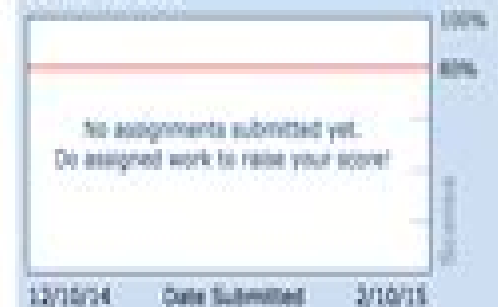 100%
80%
No assignments submitted yet.
Do assigned work to raise your score!
12/10/14 Date Submitted 2/10/15